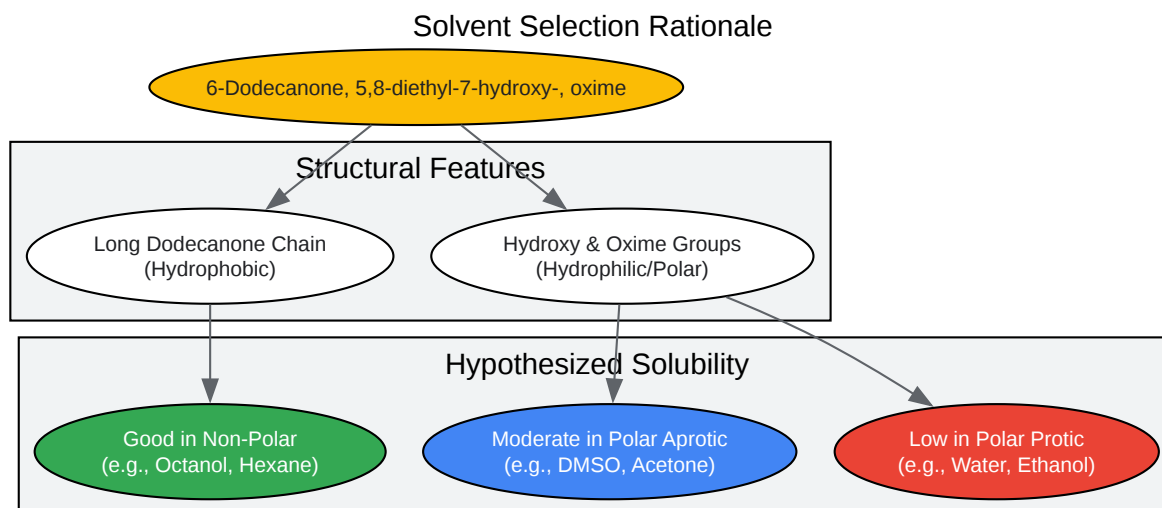 Solvent Selection Rationale
6-Dodecanone, 5,8-diethyl-7-hydroxy-, oxime
Structural Features
Long Dodecanone Chain
(Hydrophobic)
Hydroxy & Oxime Groups
(Hydrophilic/Polar)
Hypothesized Solubility
Good in Non-Polar
(e.g., Octanol, Hexane)
Moderate in Polar Aprotic
(e.g., DMSO, Acetone)
Low in Polar Protic
(e.g., Water, Ethanol)